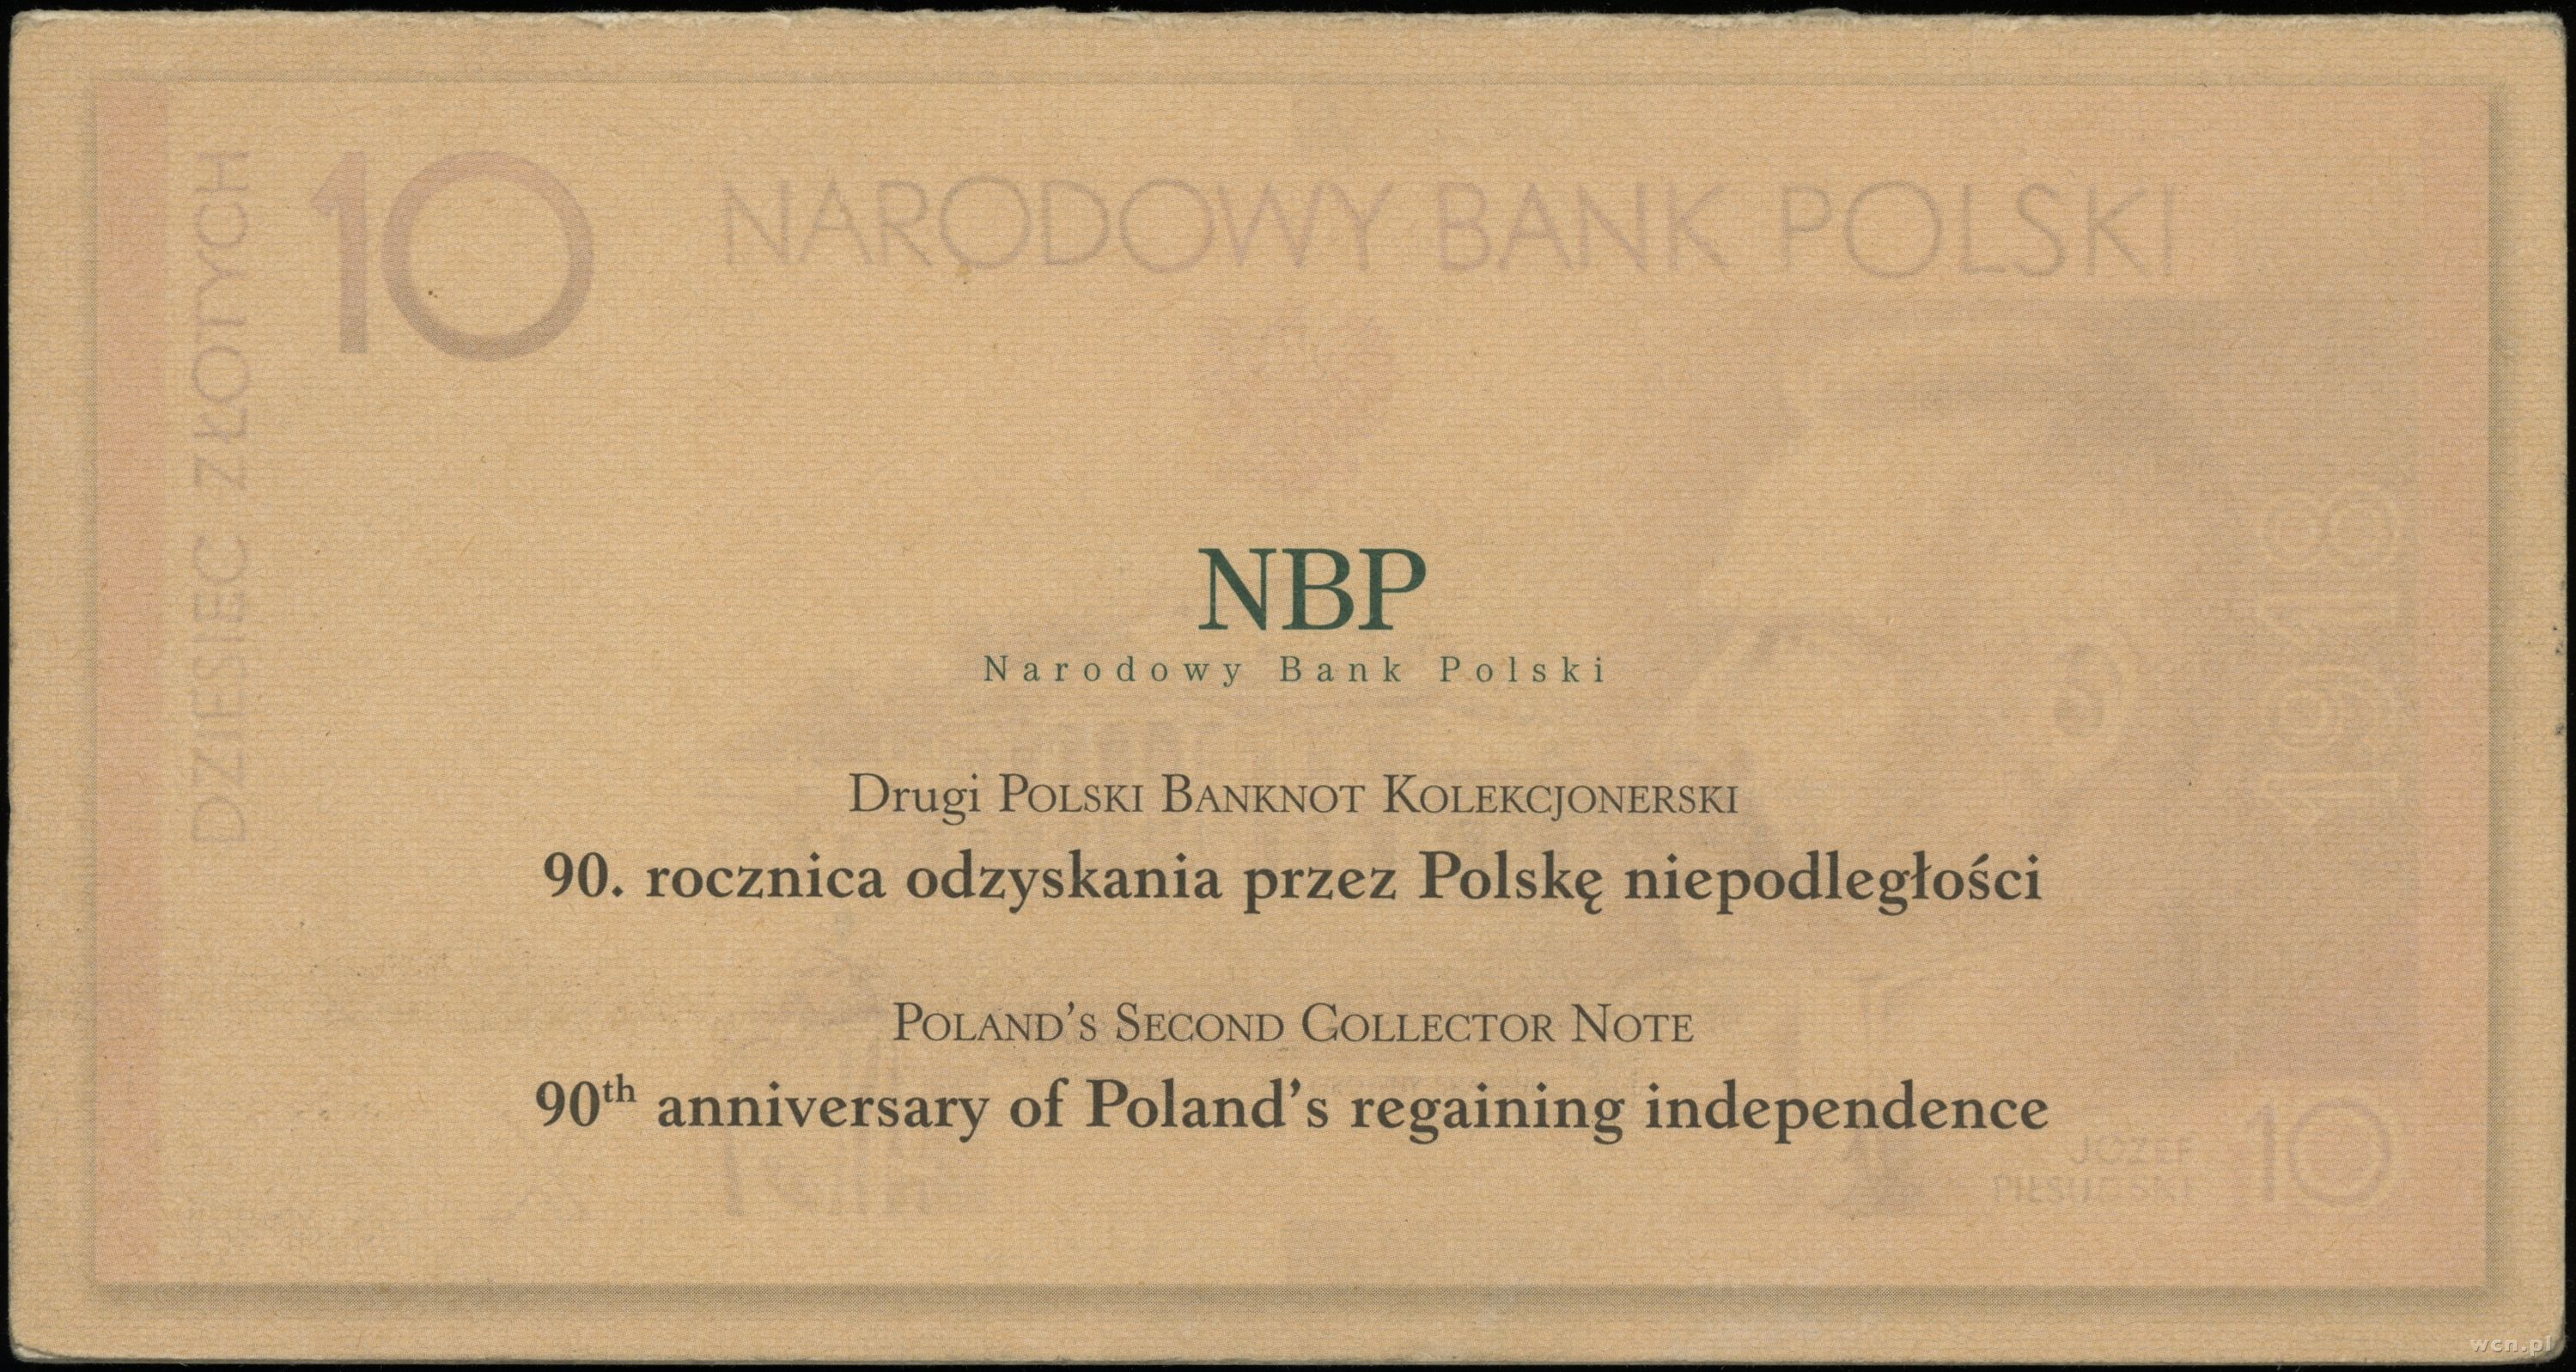 DZIESIĘĆ ZŁOTYCH
10
NARODOWY BANK POLSKI
1918
NBP
Narodowy Bank Polski
Drugi POLSKI BANKNOT KOLEKCJONERSKI
90. rocznica odzyskania przez Polskę niepodległości
POLAND'S SECOND COLLECTOR NOTE
90th anniversary of Poland's regaining independence
JÓZEF
PIŁSUDSKI
10
wcn.pl